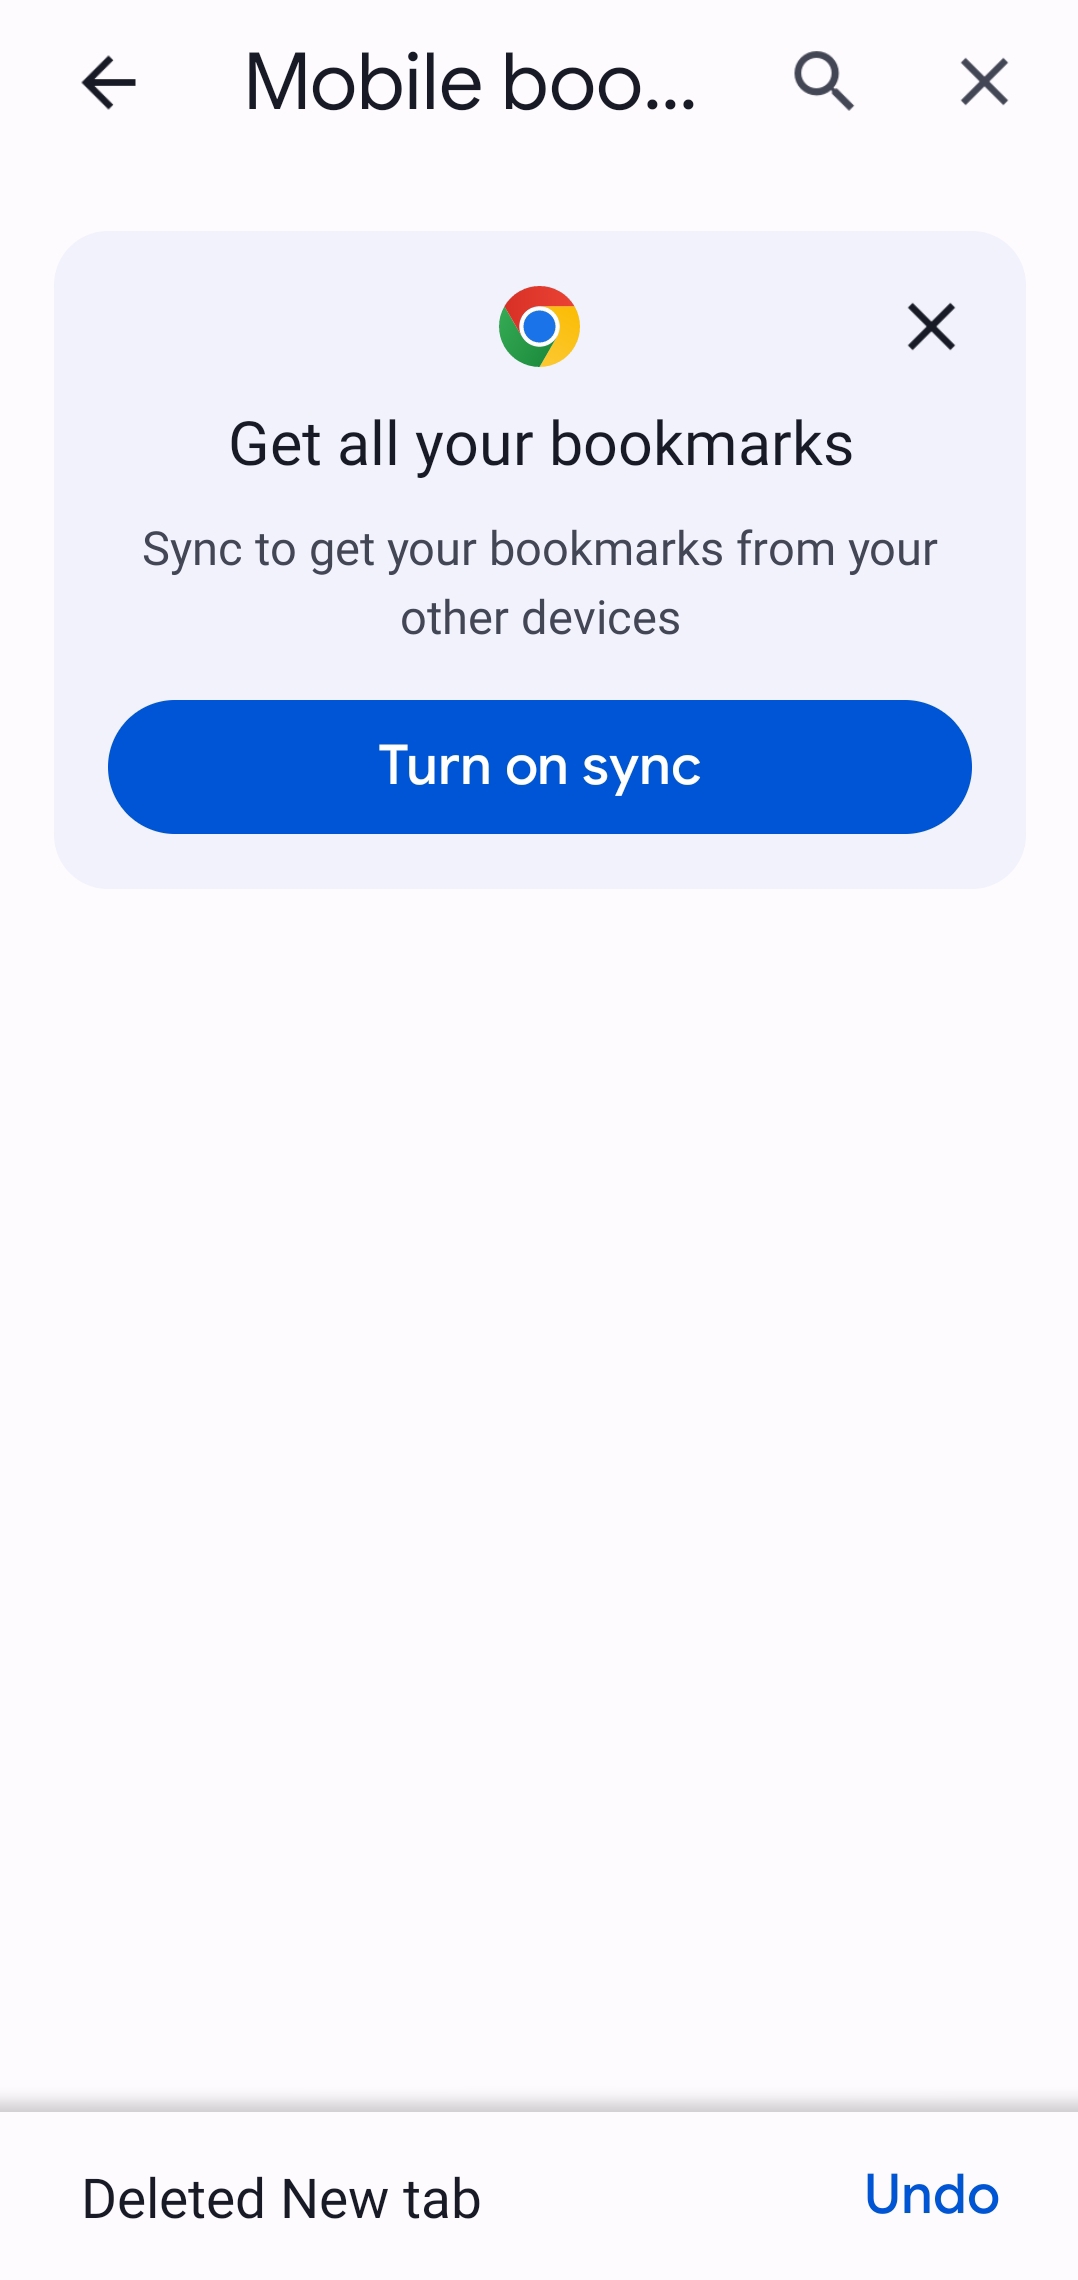 Mobile boo...
Get all your bookmarks
Sync to get your bookmarks from your
other devices
Turn on sync
Deleted New tab
Undo